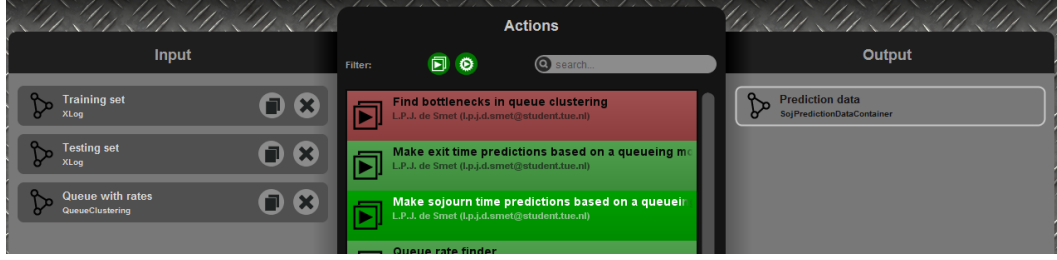 Actions
Input
Output
Filter:
search...
Training set
XLog
Testing set
XLog
Queue with rates
QueueClustering
Find bottlenecks in queue clustering
L.P.J. de Smet (l.p.j.d.smet@student.tue.nl)
Make exit time predictions based on a queueing mo
L.P.J. de Smet (l.p.j.d.smet@student.tue.nl)
Make sojourn time predictions based on a queuein
L.P.J. de Smet (l.p.j.d.smet@student.tue.nl)
Queue rate finder
Prediction data
SojPredictionDataContainer